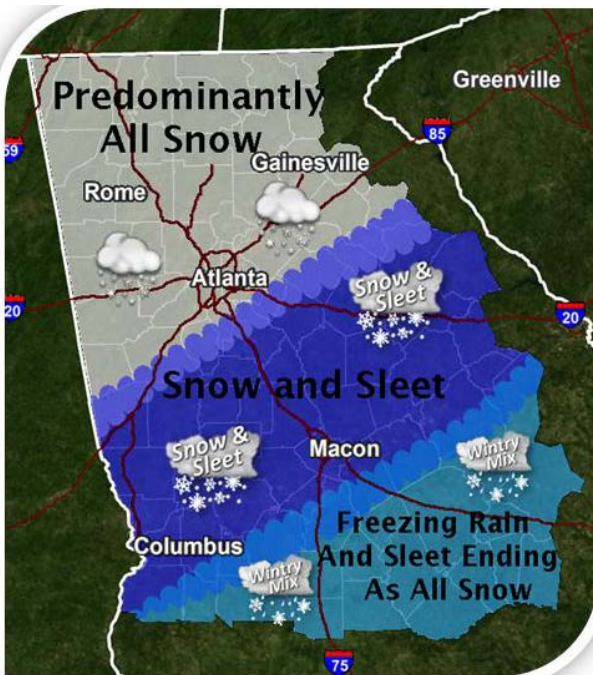 Predominantly
All Snow
Greenville
85
59
Gainesville
Rome
Atlanta
Snow &
Sleet
20
20
Snow and Sleet
Snow &
Sleet
Macon
Wintry
Mix
Freezing Rain
And Sleet Ending
As All Snow
Columbus
Wintry
Mix
75